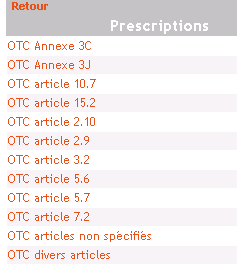 Retour
Prescriptions
OTC Annexe 3C
OTC Annexe 3J
OTC article 10.7
OTC article 15.2
OTC article 2.10
OTC article 2.9
OTC article 3.2
OTC article 5.6
OTC article 5.7
OTC article 7.2
OTC articles non spécifiés
OTC divers articles